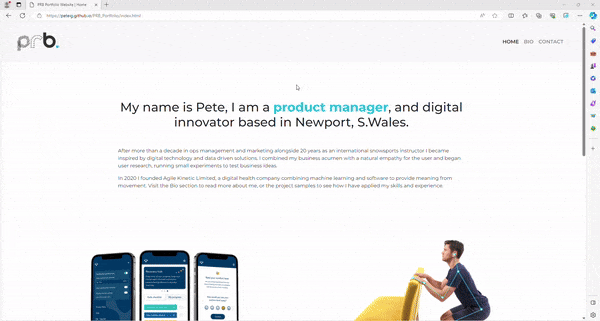 PRB Portfolio Website | Home
https://patesg.github.io/PRB_Portfolio/index.html
prb.
HOME BIO CONTACT
My name is Pete, I am a product manager, and digital
innovator based in Newport, S.Wales.
After more than a decade in ops management and marketing alongside 20 years as an international snowsports instructor I became
inspired by digital technology and data driven solutions. I combined my business acumen with a natural empathy for the user and began
user research, running small experiments to test business ideas.
In 2020 I founded Agile Kinetic Limited, a digital health company combining machine learning and software to provide meaning from
movement. Visit the Bio section to read more about me, or the project samples to see how I have applied my skills and experience.